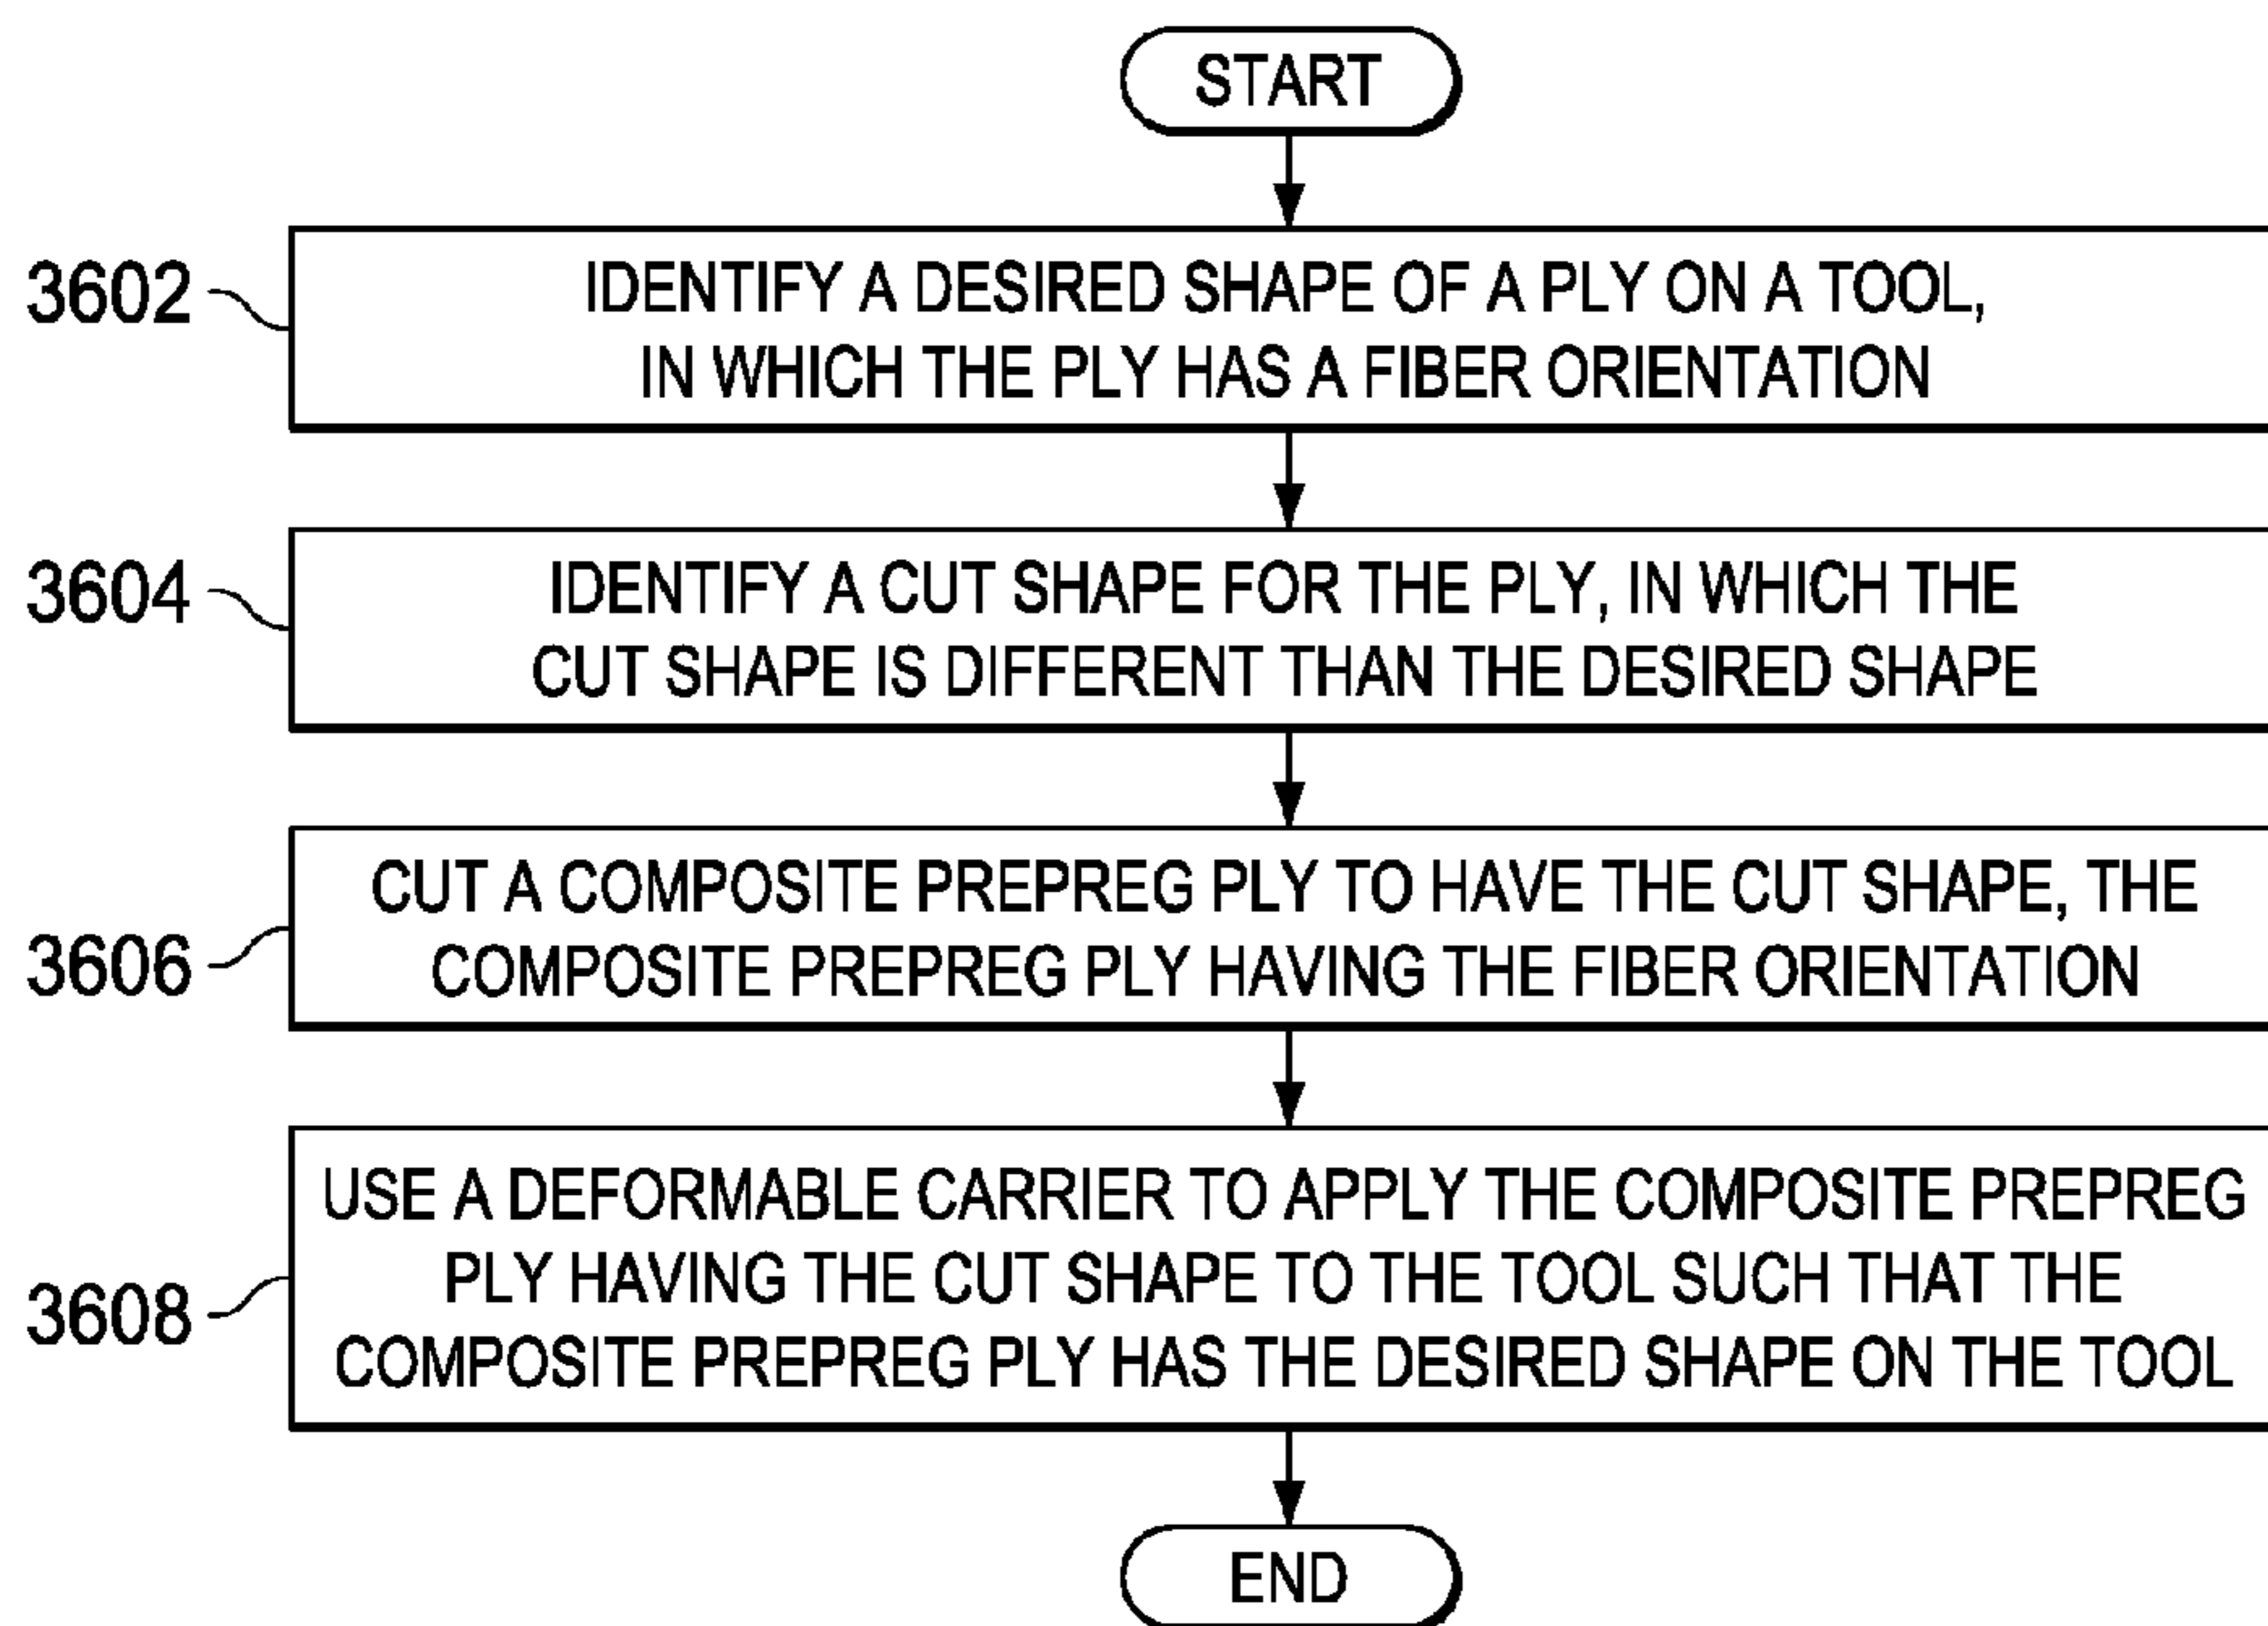 START
3602
IDENTIFY A DESIRED SHAPE OF A PLY ON A TOOL,
IN WHICH THE PLY HAS A FIBER ORIENTATION
3604
IDENTIFY A CUT SHAPE FOR THE PLY, IN WHICH THE
CUT SHAPE IS DIFFERENT THAN THE DESIRED SHAPE
3606
CUT A COMPOSITE PREPREG PLY TO HAVE THE CUT SHAPE, THE
COMPOSITE PREPREG PLY HAVING THE FIBER ORIENTATION
3608
USE A DEFORMABLE CARRIER TO APPLY THE COMPOSITE PREPREG
PLY HAVING THE CUT SHAPE TO THE TOOL SUCH THAT THE
COMPOSITE PREPREG PLY HAS THE DESIRED SHAPE ON THE TOOL
END